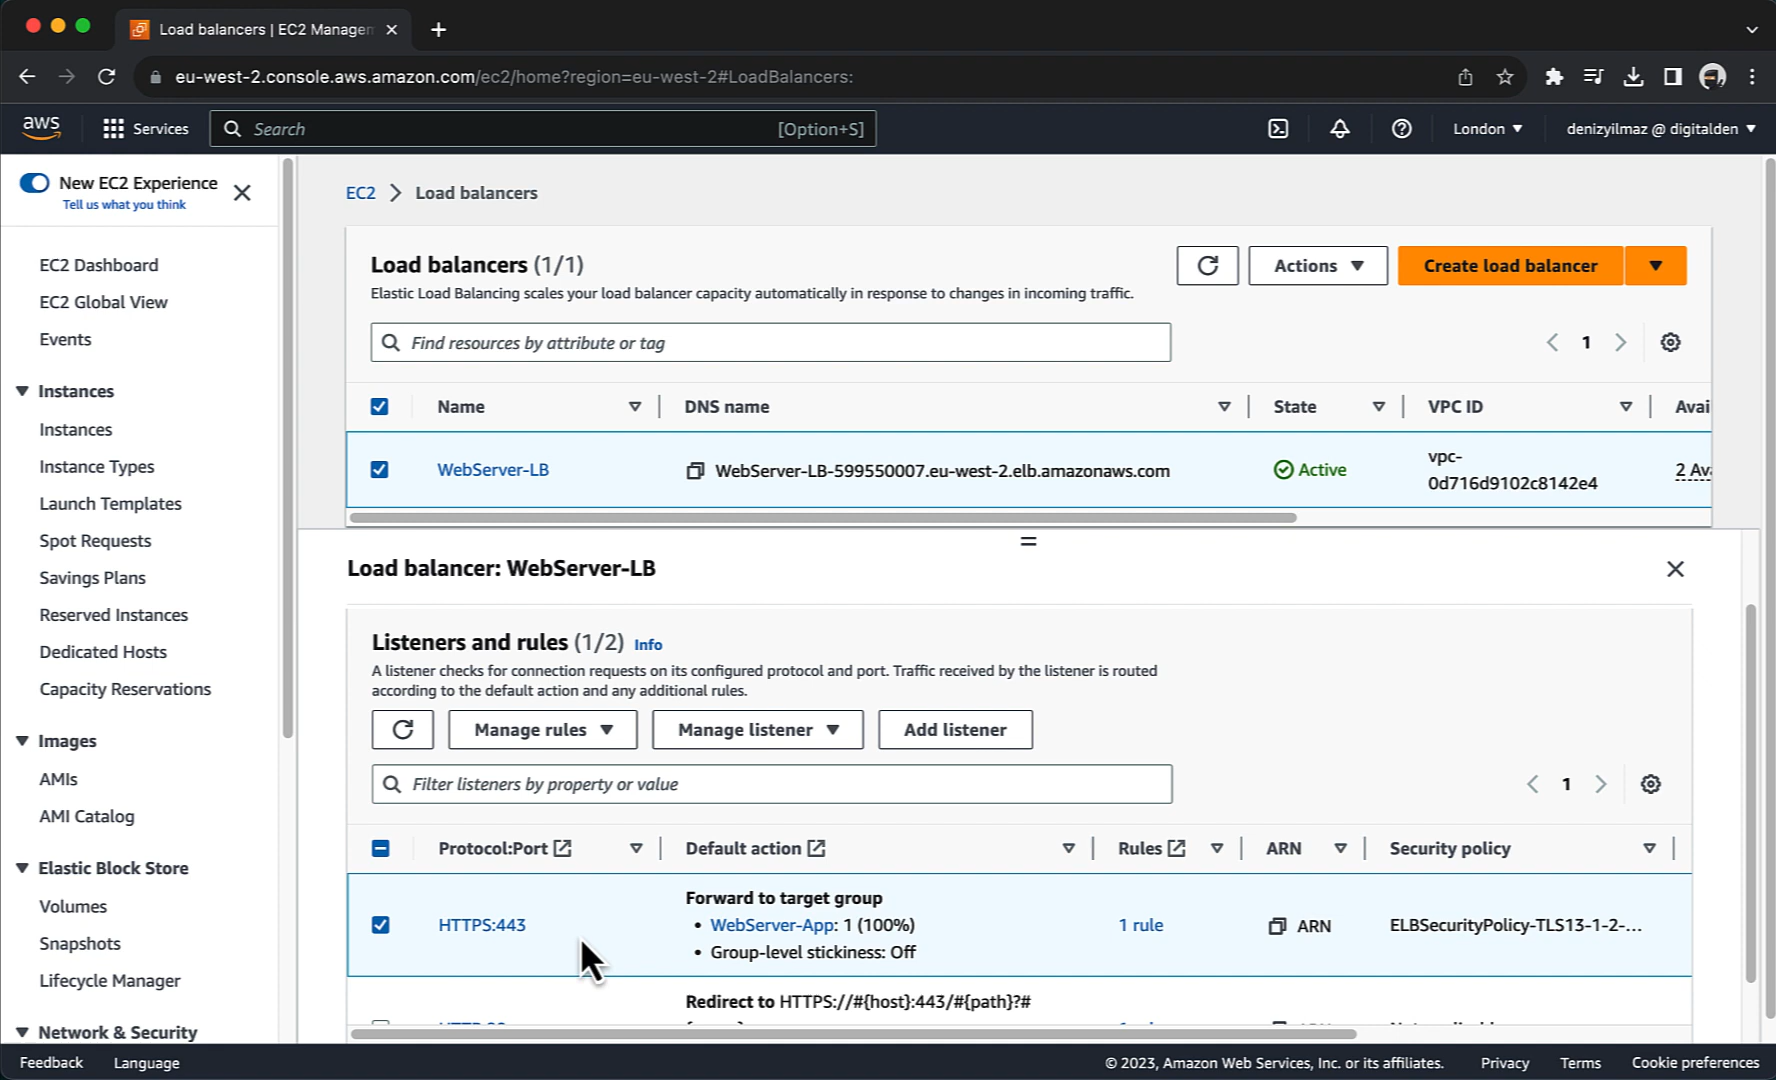 Load balancers | EC2 Managem
eu-west-2.console.aws.amazon.com/ec2/home?region=eu-west-2#LoadBalancers:
aws
Services
Search
[Option+S]
London
denizyilmaz @ digitalden
New EC2 Experience
Tell us what you think
EC2 Dashboard
EC2 Global View
Events
Instances
Instances
Instance Types
Launch Templates
Spot Requests
Savings Plans
Reserved Instances
Dedicated Hosts
Capacity Reservations
Images
AMIs
AMI Catalog
Elastic Block Store
Volumes
Snapshots
Lifecycle Manager
Network & Security
EC2 > Load balancers
Load balancers (1/1)
Elastic Load Balancing scales your load balancer capacity automatically in response to changes in incoming traffic.
Actions
Create load balancer
Find resources by attribute or tag
1
Name
DNS name
State
VPC ID
Avai
WebServer-LB
WebServer-LB-599550007.eu-west-2.elb.amazonaws.com
Active
vpc-
0d716d9102c8142e4
2 Av
Load balancer: WebServer-LB
Listeners and rules (1/2) Info
A listener checks for connection requests on its configured protocol and port. Traffic received by the listener is routed
according to the default action and any additional rules.
Manage rules
Manage listener
Add listener
Filter listeners by property or value
1
Protocol:Port
Default action
Rules
ARN
Security policy
HTTPS:443
Forward to target group
• WebServer-App: 1 (100%)
• Group-level stickiness: Off
1 rule
ARN
ELBSecurityPolicy-TLS13-1-2-...
Redirect to HTTPS://#{host}:443/#{path}?#
Feedback
Language
© 2023, Amazon Web Services, Inc. or its affiliates.
Privacy
Terms
Cookie preferences